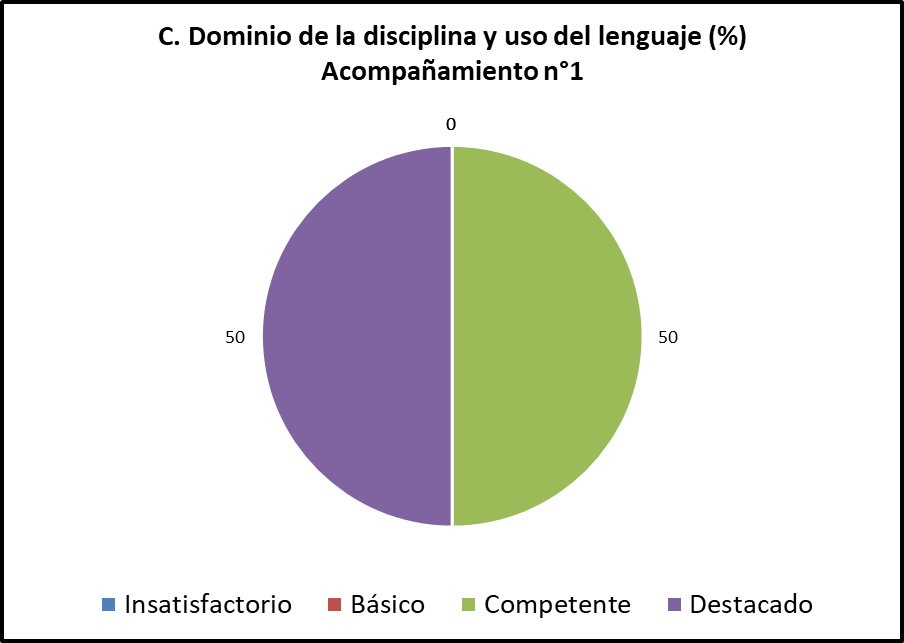 C. Dominio de la disciplina y uso del lenguaje (%)
Acompañamiento n°1
0
50
50
Insatisfactorio
Básico
Competente
Destacado